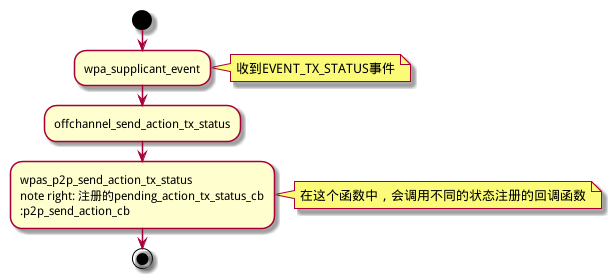 wpa_supplicant_event
收到EVENT_TX_STATUS事件
offchannel_send_action_tx_status
wpas_p2p_send_action_tx_status
note right: 注册的pending_action_tx_status_cb
:p2p_send_action_cb
在这个函数中，会调用不同的状态注册的回调函数